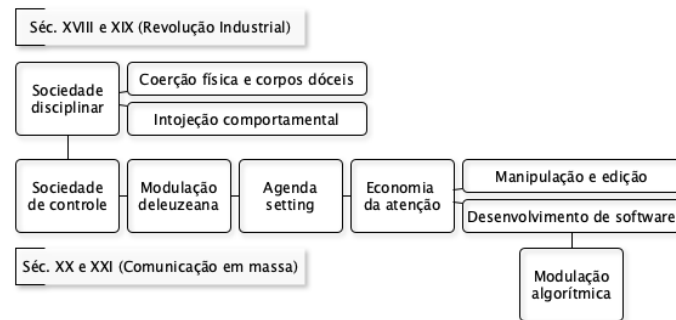 Séc. XVIII e XIX (Revolução Industrial)
Sociedade
disciplinar
Coerção física e corpos dóceis
Intojeção comportamental
Sociedade
de controle
Modulação
deleuzeana
Agenda
setting
Economia
da atenção
Manipulação e edição
Desenvolvimento de software
Séc. XX e XXI (Comunicação em massa)
Modulação
algorítmica